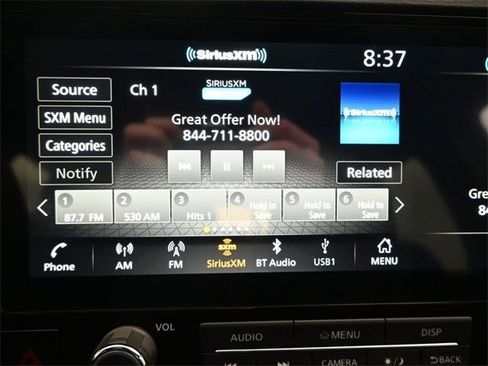 SiriusXM
8:37
Source
Ch 1
SIRIUSXM
SXM Menu
Great Offer Now!
844-711-8800
SiriusXM
Categories
Notify
Related
1 2 3 4 5 6
87.7 FM
530 AM
Hits 1
Hold to Save
Hold to Save
Hold to Save
Phone
AM
FM
sxm
SiriusXM
BT Audio
USB1
MENU
VOL
AUDIO
MENU
DISP
CAMERA
BACK